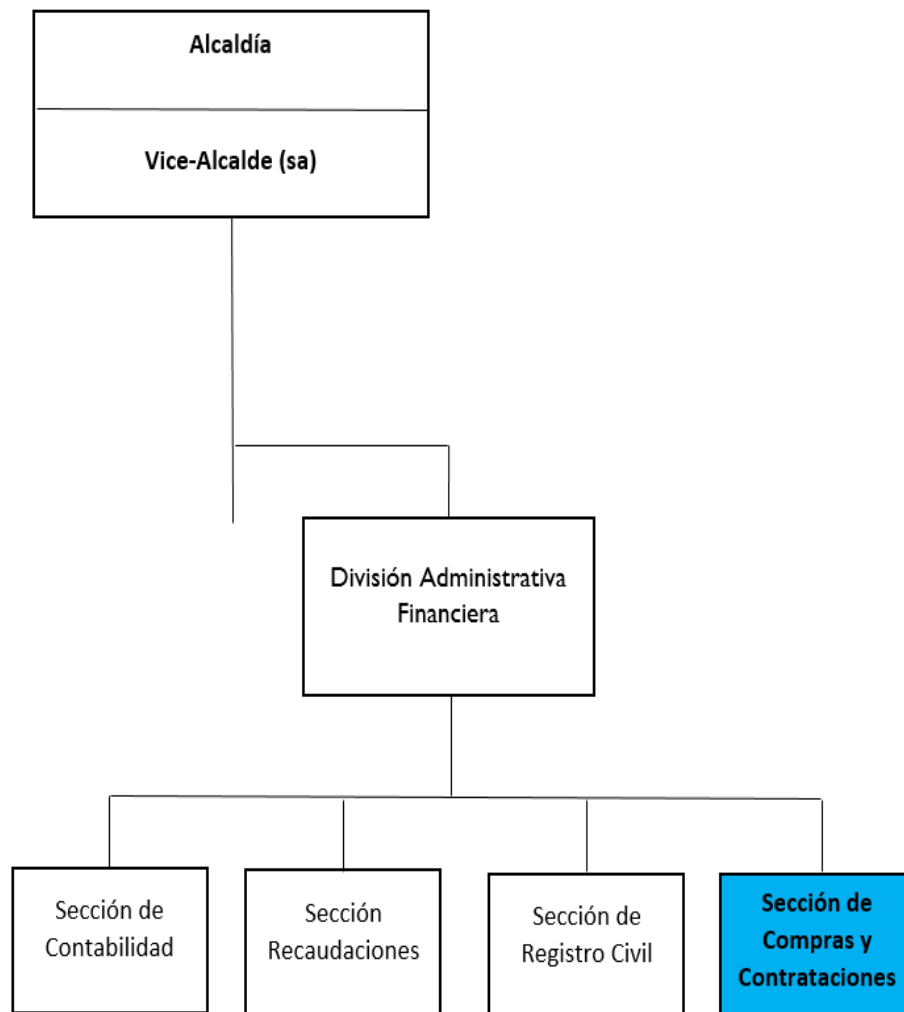 Alcaldía
Vice-Alcalde (sa)
División Administrativa
Financiera
Sección de
Contabilidad
Sección
Recaudaciones
Sección de
Registro Civil
Sección de
Compras y
Contrataciones